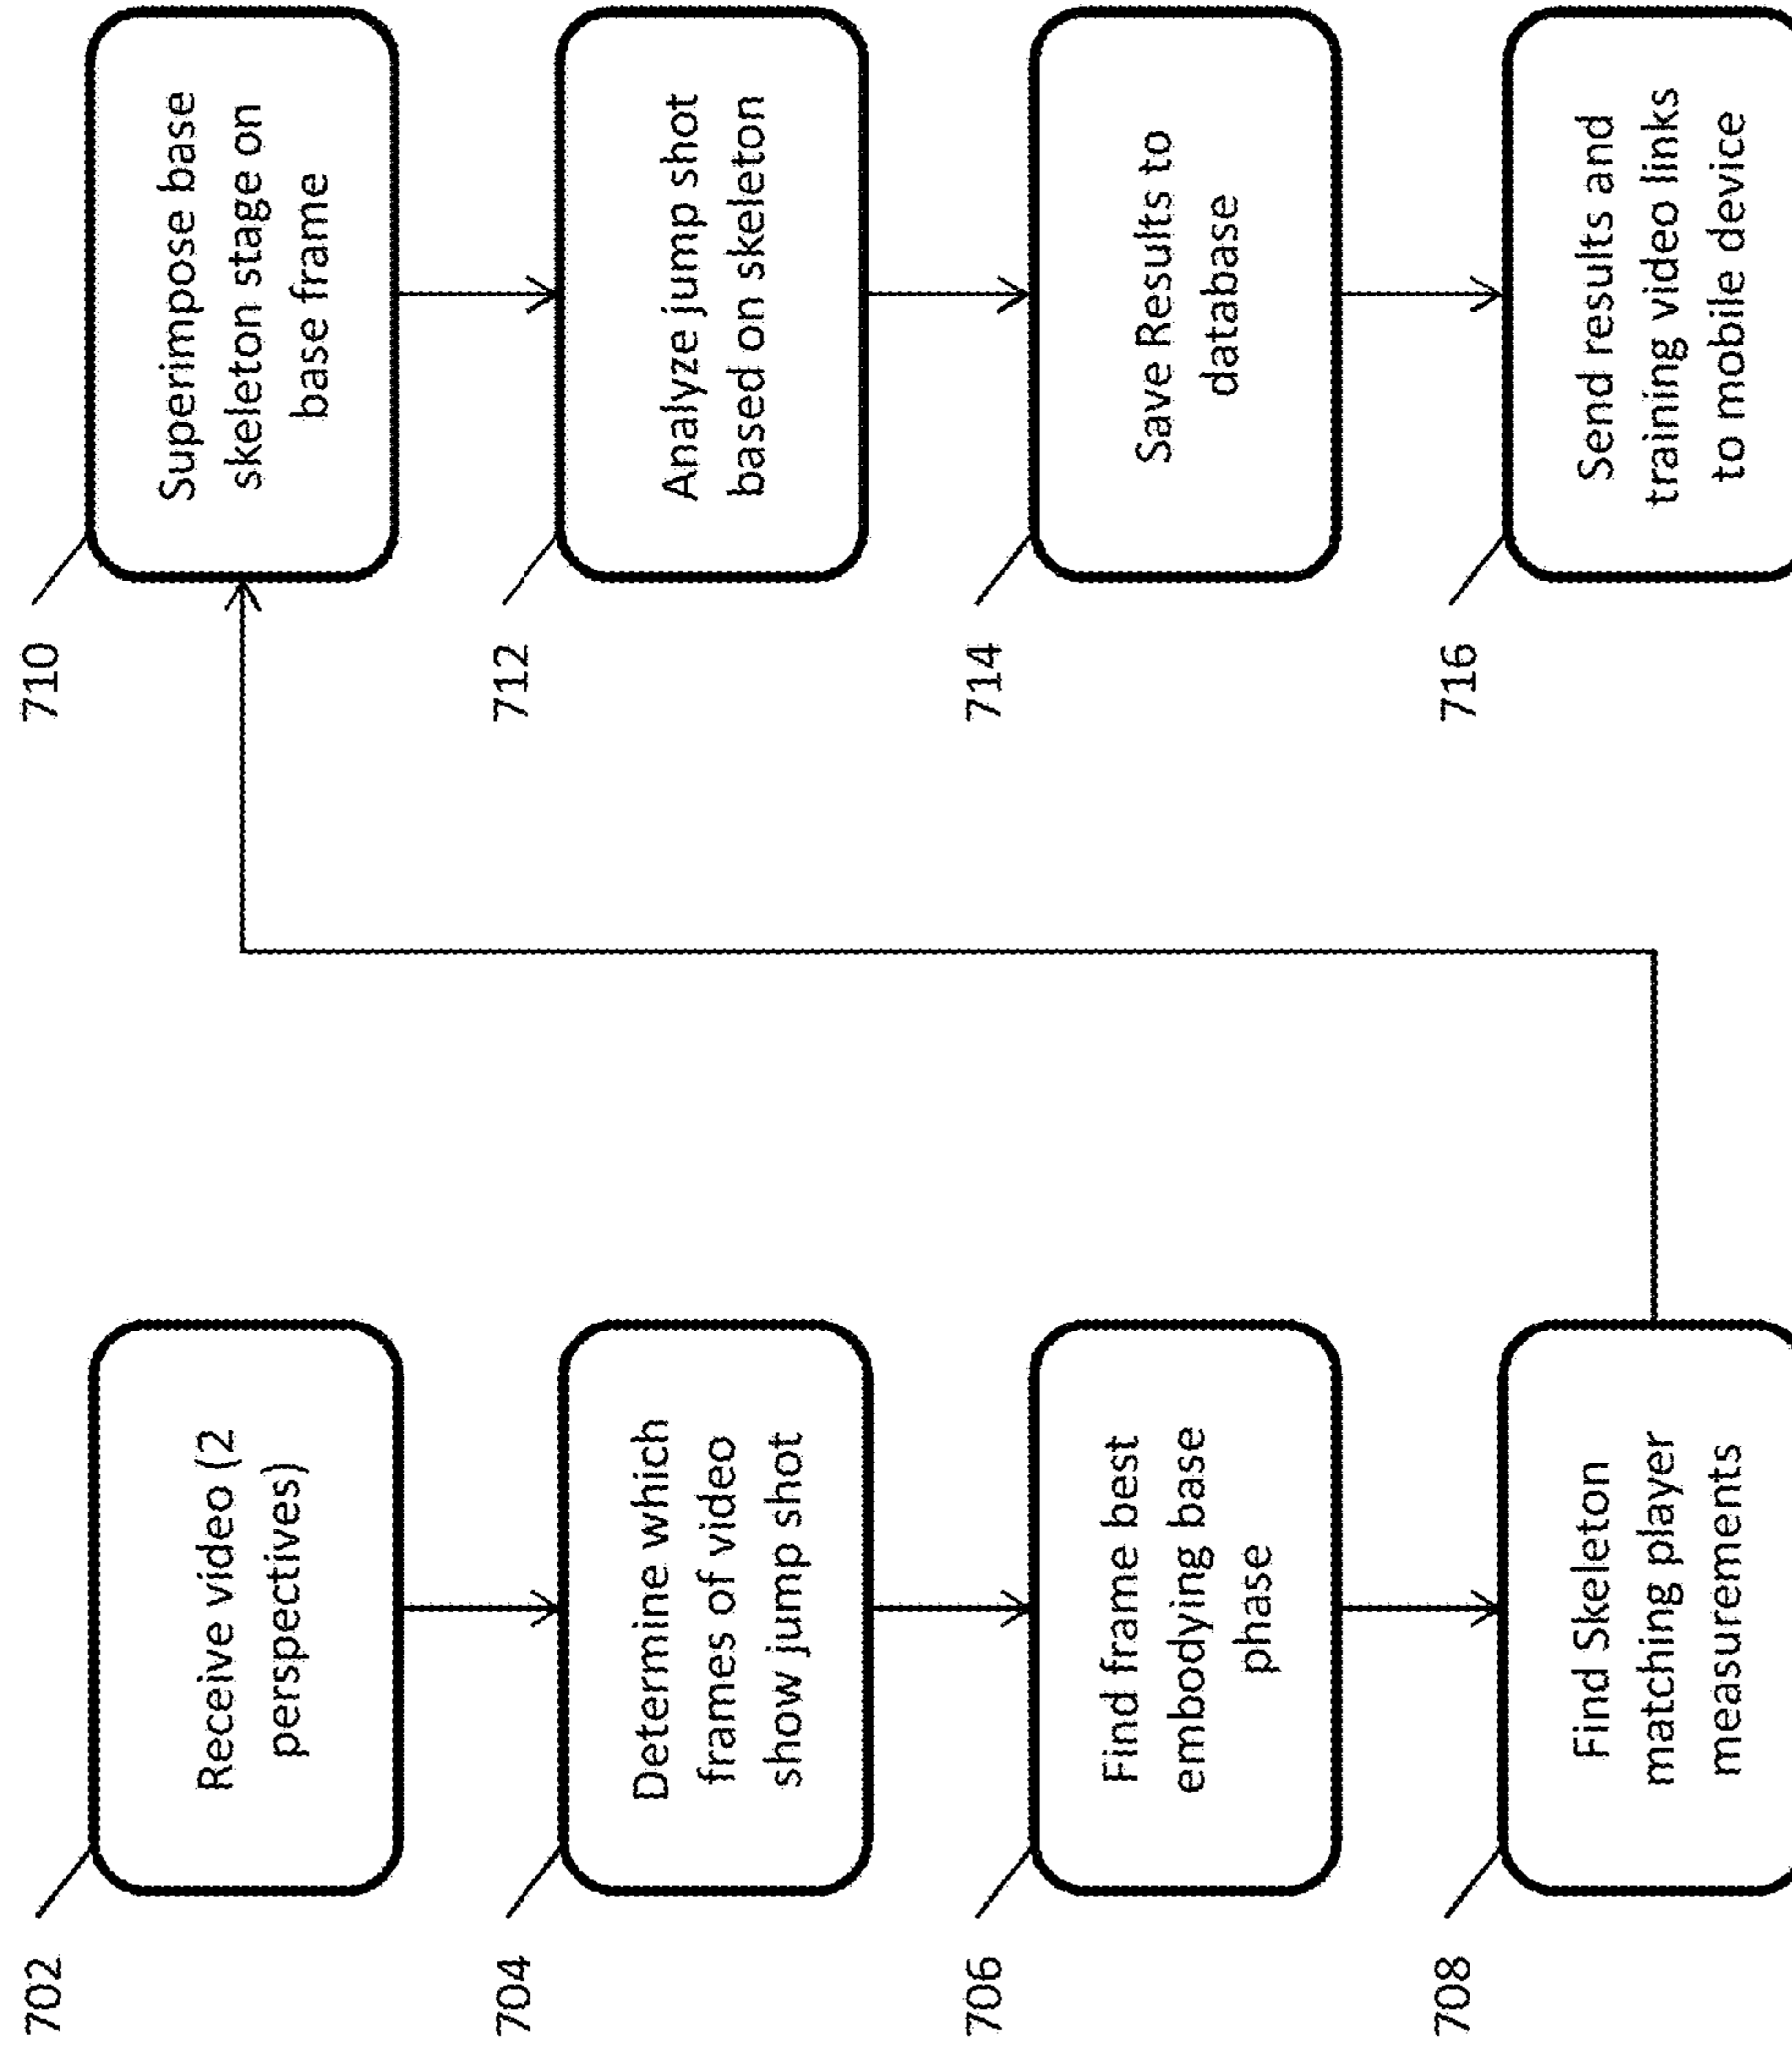 702
Receive video (2
perspectives)
704
Determine which
frames of video
show jump shot
706
Find frame best
embodying base
phase
708
Find Skeleton
matching player
measurements
710
Superimpose base
skeleton stage on
base frame
712
Analyze jump shot
based on skeleton
714
Save Results to
database
716
Send results and
training video links
to mobile device